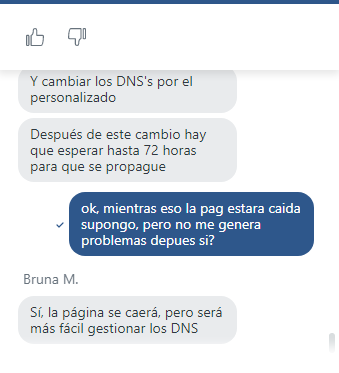 Y cambiar los DNS's por el
personalizado
Después de este cambio hay
que esperar hasta 72 horas
para que se propague
ok, mientras eso la pag estara caida
supongo, pero no me genera
problemas depues si?
Bruna M.
Sí, la página se caerá, pero será
más fácil gestionar los DNS